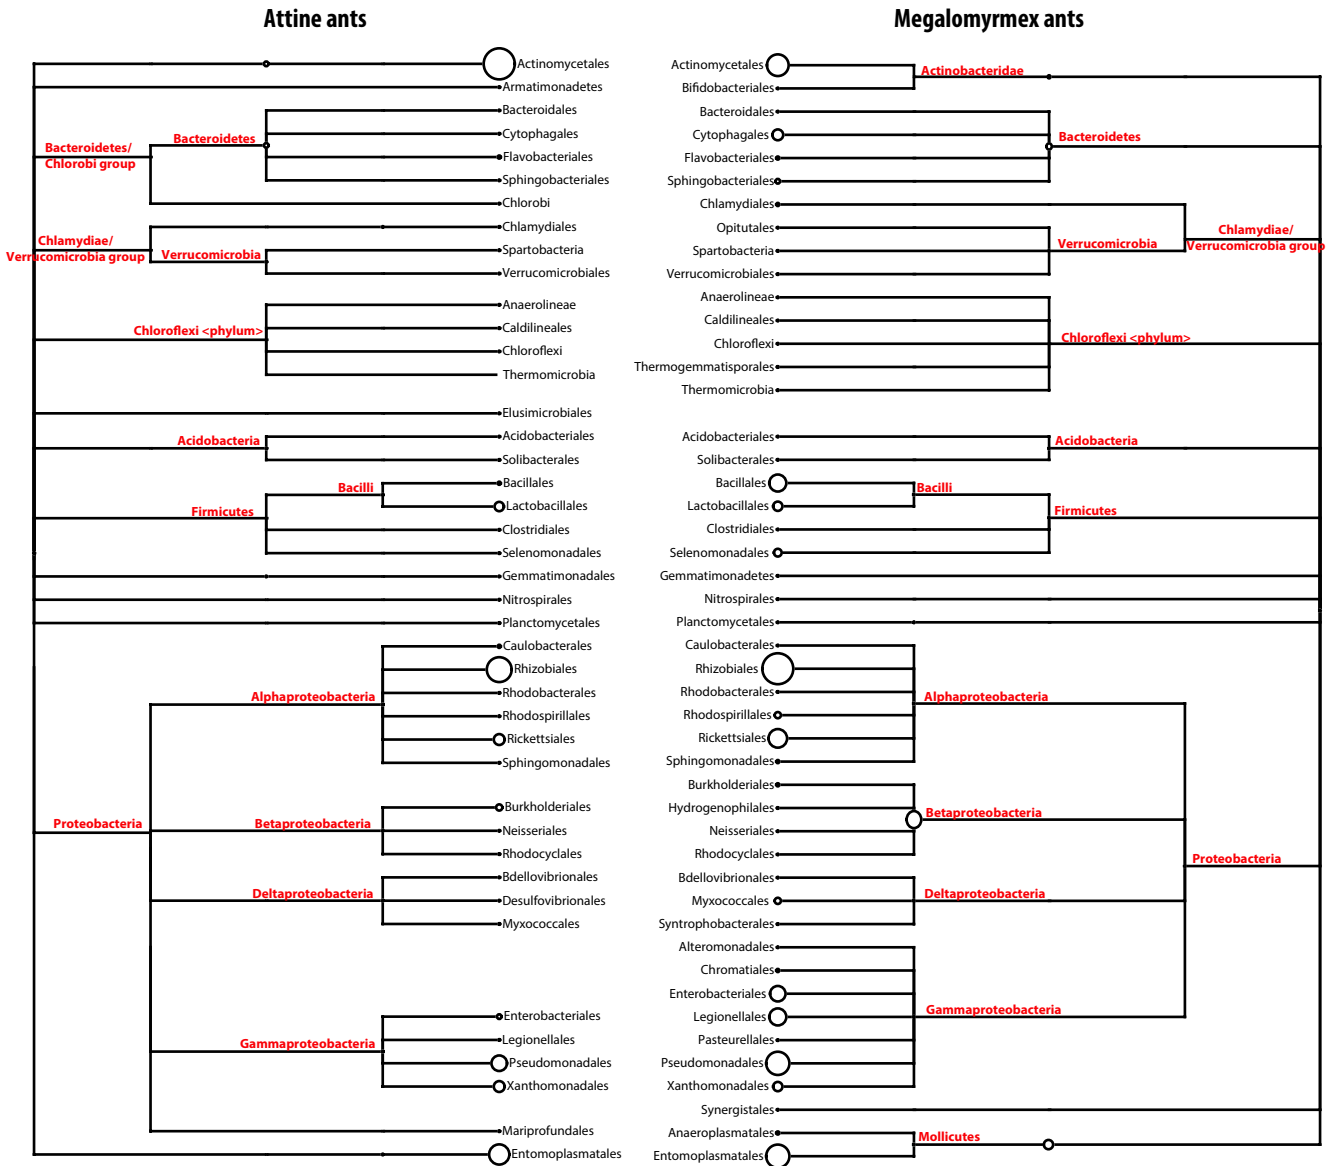 Attine ants
Actinomycetales
Armatimonadetes
Bacteroidales
Bacteroidetes
Cytophagales
Bacteroidetes/
Chlorobi group
Flavobacteriales
Sphingobacteriales
Chlorobi
Chlamydiales
Chlamydiae/
Verrucomicrobia group
Verrucomicrobia
Spartobacteria
Verrucomicrobiales
Anaerolineae
Caldilineales
Chloroflexi <phylum>
Chloroflexi
Thermomicrobia
Elusimicrobiales
Acidobacteriales
Acidobacteria
Solibacterales
Bacillales
Bacilli
Lactobacillales
Firmicutes
Clostridiales
Selenomonadales
Gemmatimonadales
Nitrospirales
Planctomycetales
Caulobacterales
Rhizobiales
Alphaproteobacteria
Rhodobacterales
Rhodospirillales
Rickettsiales
Sphingomonadales
Burkholderiales
Proteobacteria
Betaproteobacteria
Neisseriales
Rhodocyclales
Bdellovibrionales
Deltaproteobacteria
Desulfovibrionales
Myxococcales
Enterobacteriales
Legionellales
Gammaproteobacteria
Pseudomonadales
Xanthomonadales
Mariprofundales
Entomoplasmatales
Megalomyrmex ants
Actinomycetales
Actinobacteridae
Bifidobacteriales
Bacteroidales
Cytophagales
Bacteroidetes
Flavobacteriales
Sphingobacteriales
Chlamydiales
Opitutales
Chlamydiae/
Verrucomicrobia group
Verrucomicrobia
Spartobacteria
Verrucomicrobiales
Anaerolineae
Caldilineales
Chloroflexi
Chloroflexi <phylum>
Thermogemmatisporales
Thermomicrobia
Acidobacteriales
Acidobacteria
Solibacterales
Bacillales
Bacilli
Lactobacillales
Firmicutes
Clostridiales
Selenomonadales
Gemmatimonadetes
Nitrospirales
Planctomycetales
Caulobacterales
Rhizobiales
Rhodobacterales
Alphaproteobacteria
Rhodospirillales
Rickettsiales
Sphingomonadales
Burkholderiales
Hydrogenophilales
Betaproteobacteria
Neisseriales
Rhodocyclales
Proteobacteria
Bdellovibrionales
Deltaproteobacteria
Myxococcales
Syntrophobacterales
Alteromonadales
Chromatiales
Enterobacteriales
Gammaproteobacteria
Legionellales
Pasteurellales
Pseudomonadales
Xanthomonadales
Synergistales
Anaeroplasmatales
Mollicutes
Entomoplasmatales